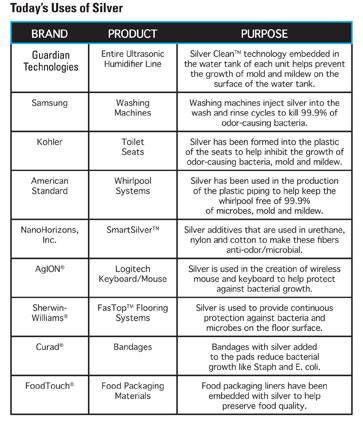 Today's Uses of Silver
BRAND PRODUCT PURPOSE
Guardian Technologies
Entire Ultrasonic Humidifier Line
Silver Clean™ technology embedded in
the water tank of each unit helps prevent
the growth of mold and mildew on the
surface of the water tank.
Samsung
Washing Machines
Washing machines inject silver into the
wash and rinse cycles to kill 99.9% of
odor-causing bacteria.
Kohler
Toilet Seats
Silver has been formed into the plastic
of the seats to help inhibit the growth of
odor-causing bacteria, mold and mildew.
American Standard
Whirlpool Systems
Silver has been used in the production
of the plastic piping to help keep the
whirlpool free of 99.9%
of microbes, mold and mildew.
NanoHorizons, Inc.
SmartSilver™
Silver additives that are used in urethane,
nylon and cotton to make these fibers
anti-odor/microbial.
AgION®
Logitech Keyboard/Mouse
Silver is used in the creation of wireless
mouse and keyboard to help protect
against bacterial growth.
Sherwin-Williams®
FasTop™ Flooring Systems
Silver is used to provide continuous
protection against bacteria and
microbes on the floor surface.
Curad®
Bandages
Bandages with silver added
to the pads reduce bacterial
growth like Staph and E. coli.
FoodTouch®
Food Packaging Materials
Food packaging liners have been
embedded with silver to help
preserve food quality.